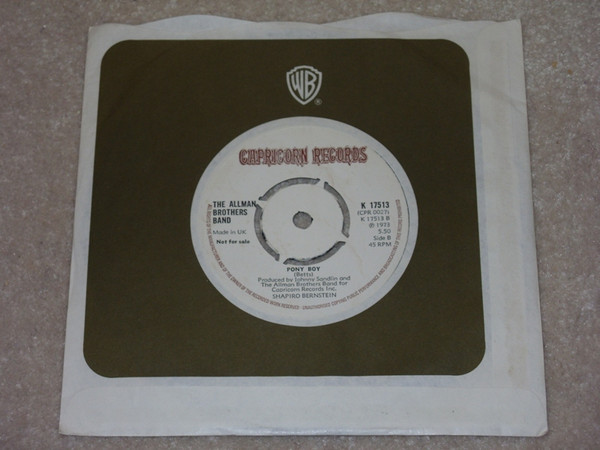 WB
®
CAPRICORN RECORDS
THE ALLMAN
BROTHERS
BAND
Made in UK
Not for sale
K 17513
(CPR 0027)
K 17513 B
℗ 1973
5.50
Side B
45 RPM
PONY BOY
(Betts)
Produced by Johnny Sandlin and
The Allman Brothers Band for
Capricorn Records Inc.
SHAPIRO BERNSTEIN